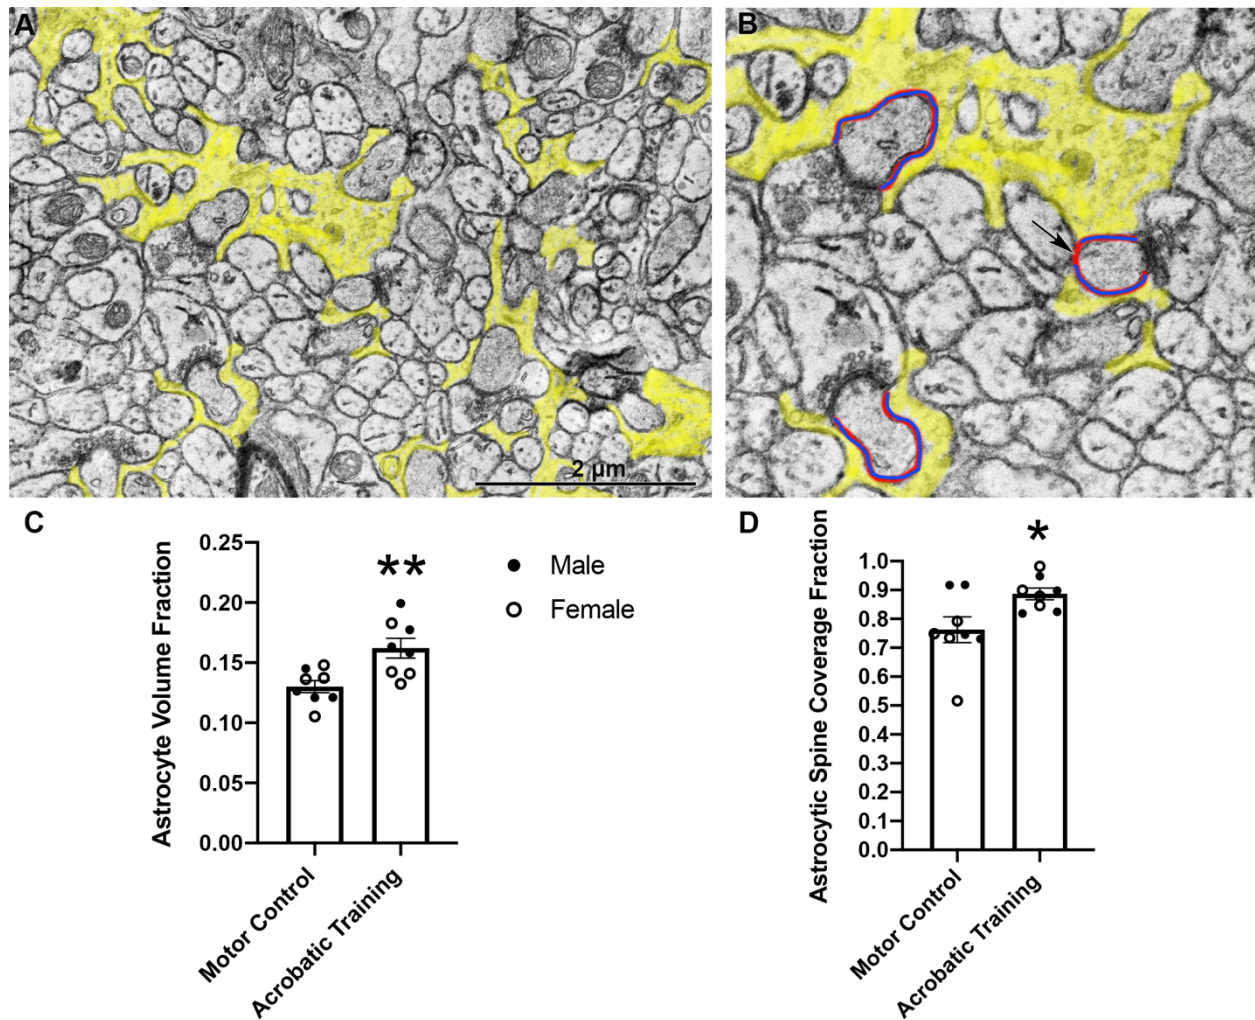 A
B
2 µm
C
D
Astrocyte Volume Fraction
0.25
0.20
0.15
0.10
0.05
0.00
**
Motor Control
Acrobatic Training
Male
Female
Astrocytic Spine Coverage Fraction
1.0
0.9
0.8
0.7
0.6
0.5
0.4
0.3
0.2
0.1
0.0
*
Motor Control
Acrobatic Training